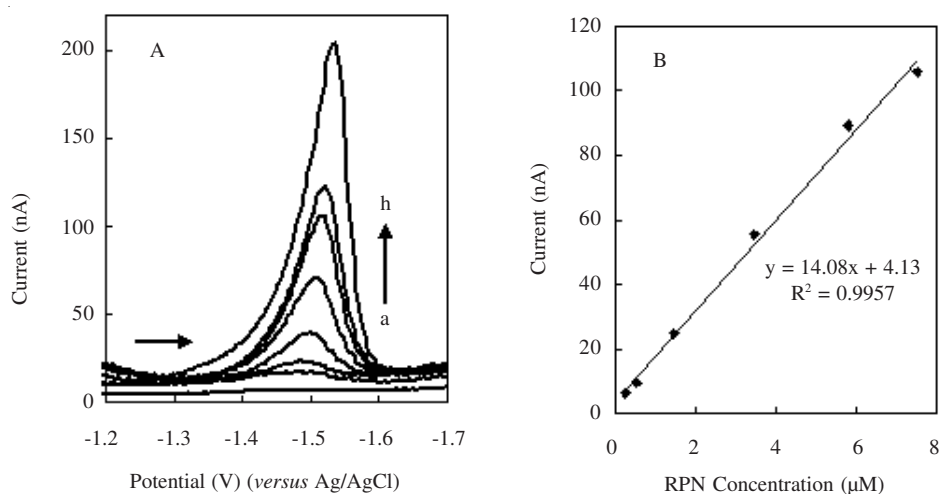 A
200
150
100
50
0
Current (nA)
h
a
-1.2 -1.3 -1.4 -1.5 -1.6 -1.7
Potential (V) (versus Ag/AgCl)
B
120
100
80
60
40
20
0
Current (nA)
y = 14.08x + 4.13
R² = 0.9957
0 2 4 6 8
RPN Concentration (µM)